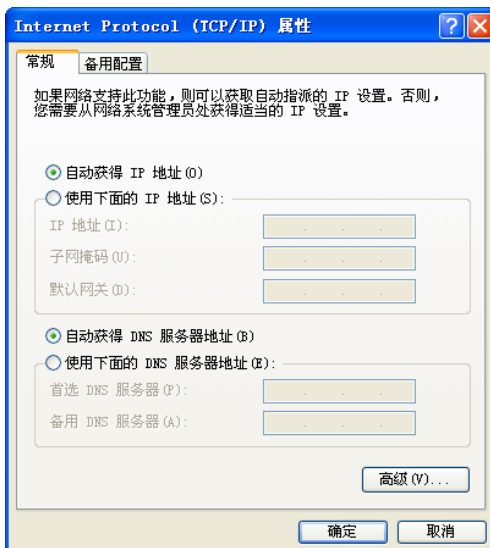 Internet Protocol (TCP/IP) 属性
常规 备用配置
如果网络支持此功能，则可以获取自动指派的 IP 设置。否则，
您需要从网络系统管理员处获得适当的 IP 设置。
自动获得 IP 地址(O)
使用下面的 IP 地址(S):
IP 地址(I):
子网掩码(U):
默认网关(D):
自动获得 DNS 服务器地址(B)
使用下面的 DNS 服务器地址(E):
首选 DNS 服务器(P):
备用 DNS 服务器(A):
高级(V)...
确定 取消